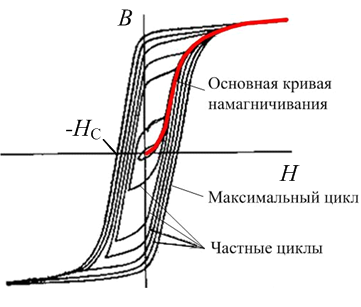 B
Основная кривая
намагничивания
-HC
H
Максимальный цикл
Частные циклы